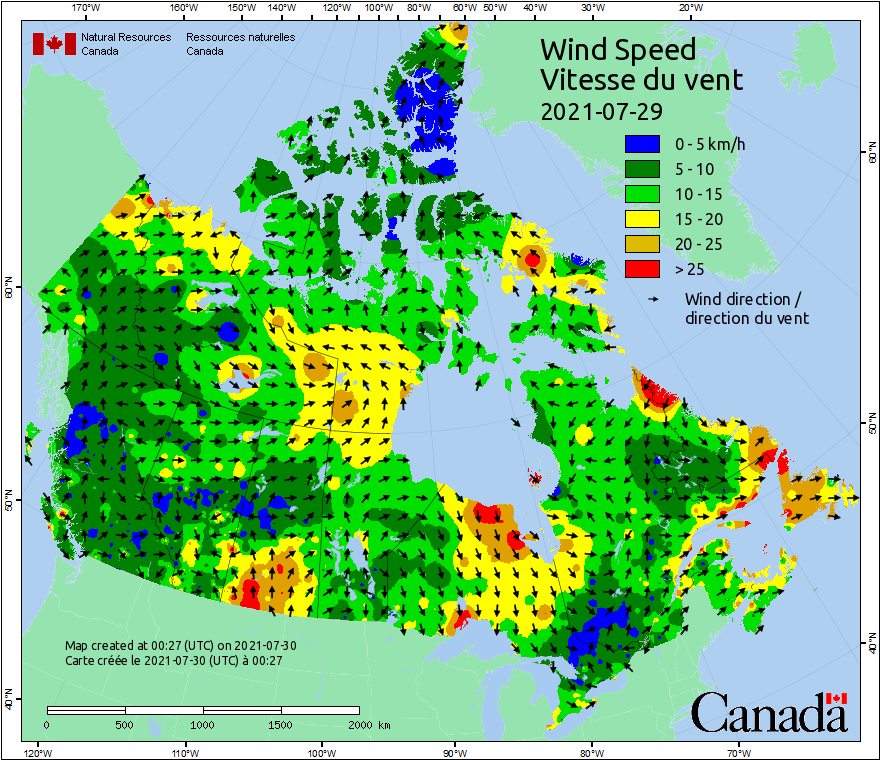 170°W 160°W 150°W 140°W 120°W 100°W 80°W 60°W 50°W 40°W 30°W 20°W
Natural Resources Ressources naturelles
Canada Canada
Wind Speed
Vitesse du vent
2021-07-29
0 - 5 km/h
5 - 10
10 - 15
15 - 20
20 - 25
> 25
Wind direction /
direction du vent
60°N
60°N
50°N
50°N
40°N
40°N
Map created at 00:27 (UTC) on 2021-07-30
Carte créée le 2021-07-30 (UTC) à 00:27
0 500 1000 1500 2000 km
Canada
120°W 110°W 100°W 90°W 80°W 70°W